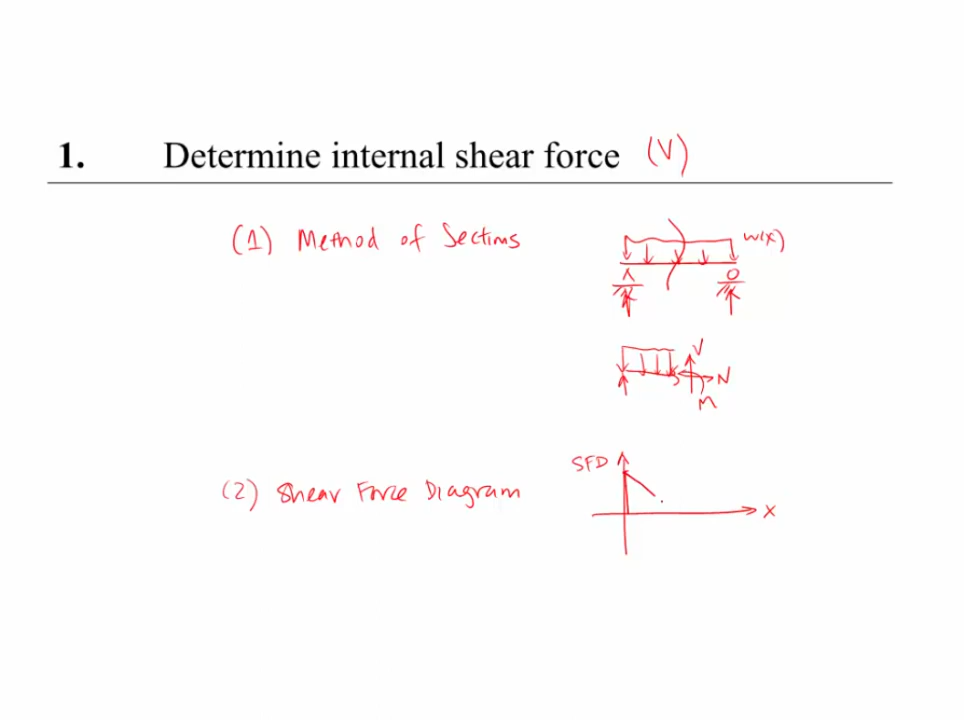 1. Determine internal shear force (V)
(1) Method of Sections
w(x)
V
N
M
SFD
(2) Shear Force Diagram
x